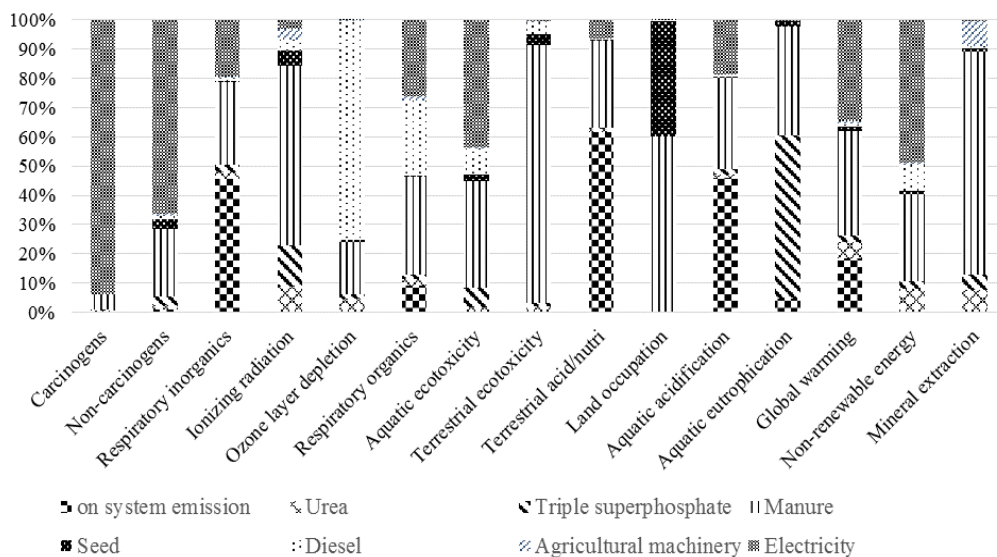 100%
90%
80%
70%
60%
50%
40%
30%
20%
10%
0%
Carcinogens
Non-carcinogens
Respiratory inorganics
Ionizing radiation
Ozone layer depletion
Respiratory organics
Aquatic ecotoxicity
Terrestrial ecotoxicity
Terrestrial acid/nutri
Land occupation
Aquatic acidification
Aquatic eutrophication
Global warming
Non-renewable energy
Mineral extraction
on system emission Urea Triple superphosphate Manure
Seed Diesel Agricultural machinery Electricity